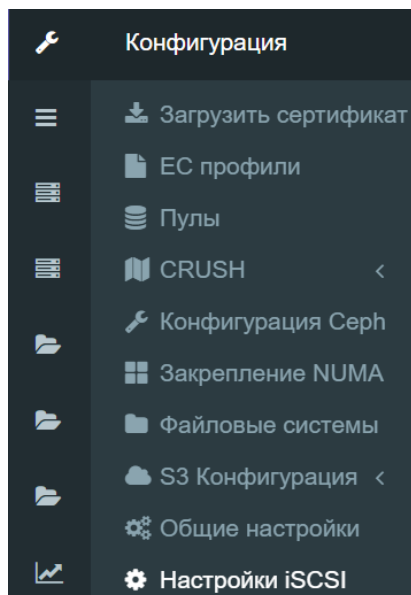 Конфигурация
Загрузить сертификат
EC профили
Пулы
CRUSH
Конфигурация Ceph
Закрепление NUMA
Файловые системы
S3 Конфигурация
Общие настройки
Настройки iSCSI